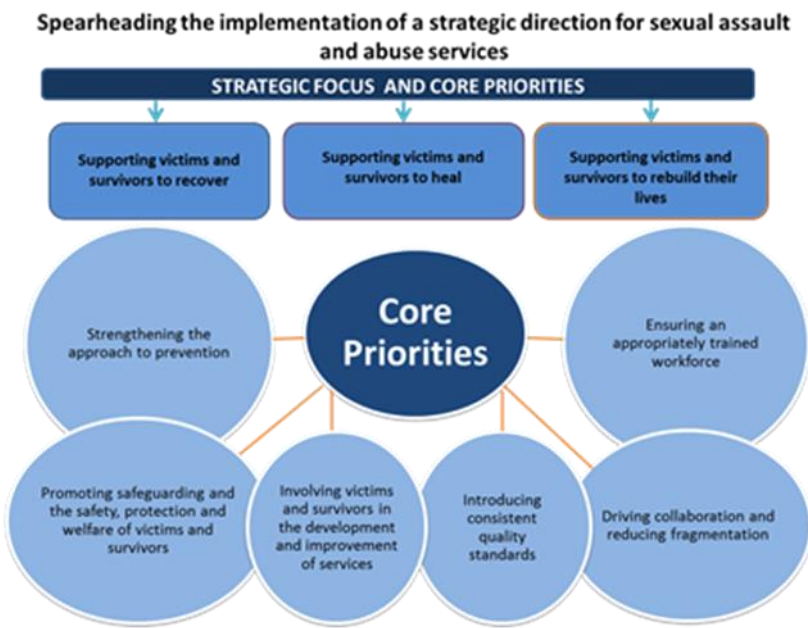 Spearheading the implementation of a strategic direction for sexual assault
and abuse services
STRATEGIC FOCUS AND CORE PRIORITIES
Supporting victims and
survivors to recover
Supporting victims and
survivors to heal
Supporting victims and
survivors to rebuild their
lives
Strengthening the
approach to prevention
Core
Priorities
Ensuring an
appropriately trained
workforce
Promoting safeguarding and
the safety, protection and
welfare of victims and
survivors
Involving victims
and survivors in
the development
and improvement
of services
Introducing
consistent
quality
standards
Driving collaboration and
reducing fragmentation